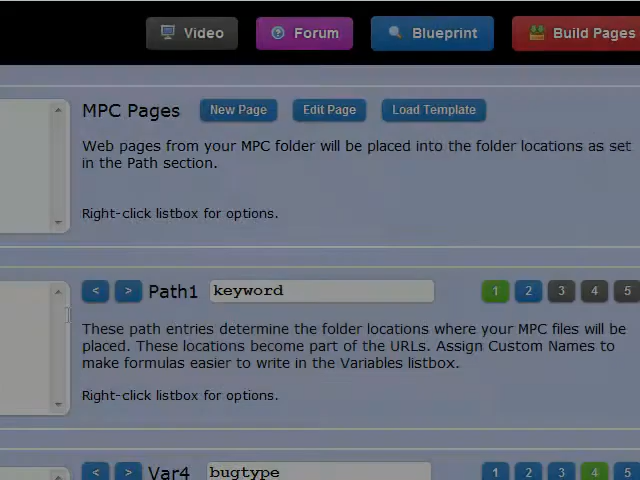 Video Forum Blueprint Build Pages
MPC Pages New Page Edit Page Load Template
Web pages from your MPC folder will be placed into the folder locations as set
in the Path section.
Right-click listbox for options.
< > Path1 keyword 1 2 3 4 5
These path entries determine the folder locations where your MPC files will be
placed. These locations become part of the URLs. Assign Custom Names to
make formulas easier to write in the Variables listbox.
Right-click listbox for options.
< > Var4 bugtype 1 2 3 4 5